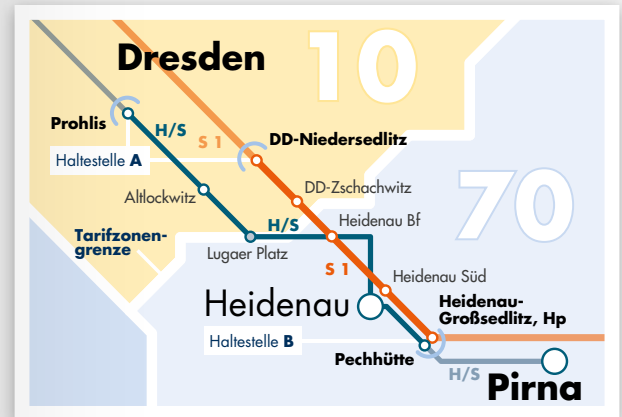 Dresden
10
Prohlis
H/S
S 1
DD-Niedersedlitz
Haltestelle A
Altlockwitz
DD-Zschachwitz
70
H/S
Heidenau Bf
Tarifzonen-
grenze
Lugaer Platz
S 1
Heidenau Süd
Heidenau
Heidenau-
Großsedlitz, Hp
Haltestelle B
Pechhütte
H/S
Pirna